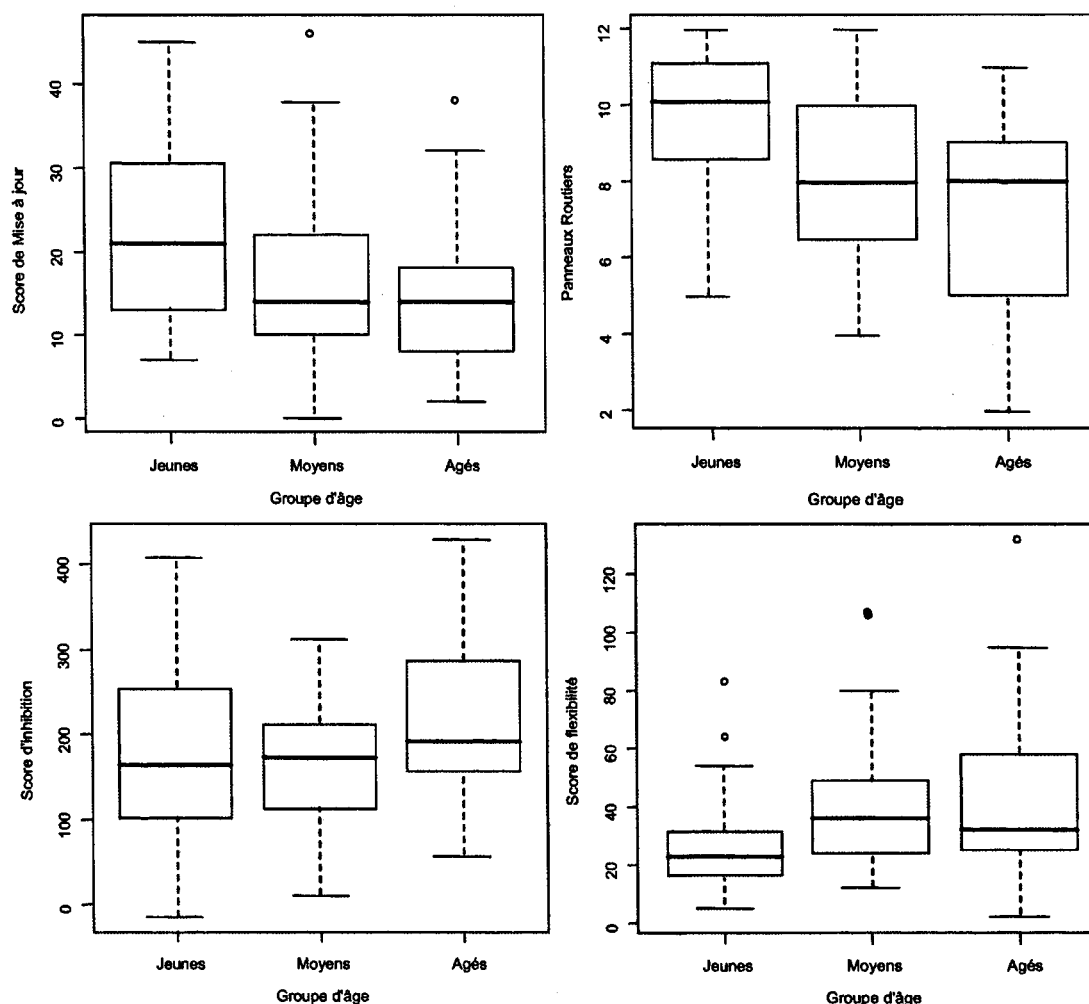 Score de Mise à jour
40
30
20
10
0
Jeunes Moyens Agés
Groupe d'âge
Panneaux Routiers
12
10
8
6
4
2
Jeunes Moyens Agés
Groupe d'âge
Score d'inhibition
400
300
200
100
0
Jeunes Moyens Agés
Groupe d'âge
Score de flexibilité
120
100
80
60
40
20
0
Jeunes Moyens Agés
Groupe d'âge